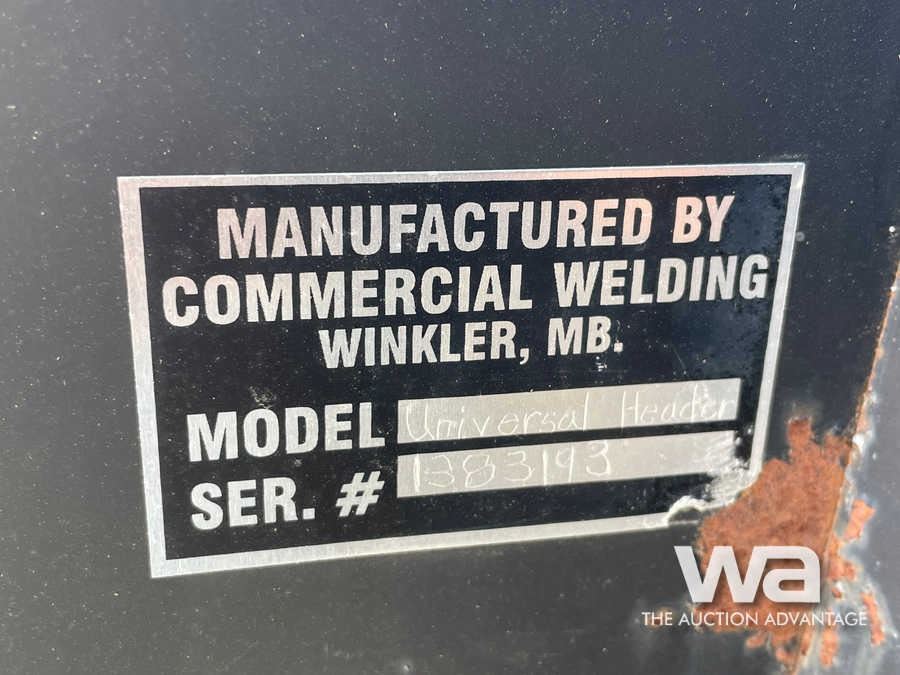 MANUFACTURED BY
COMMERCIAL WELDING
WINKLER, MB.
MODEL Universal Header
SER. # 1383193
wa
THE AUCTION ADVANTAGE